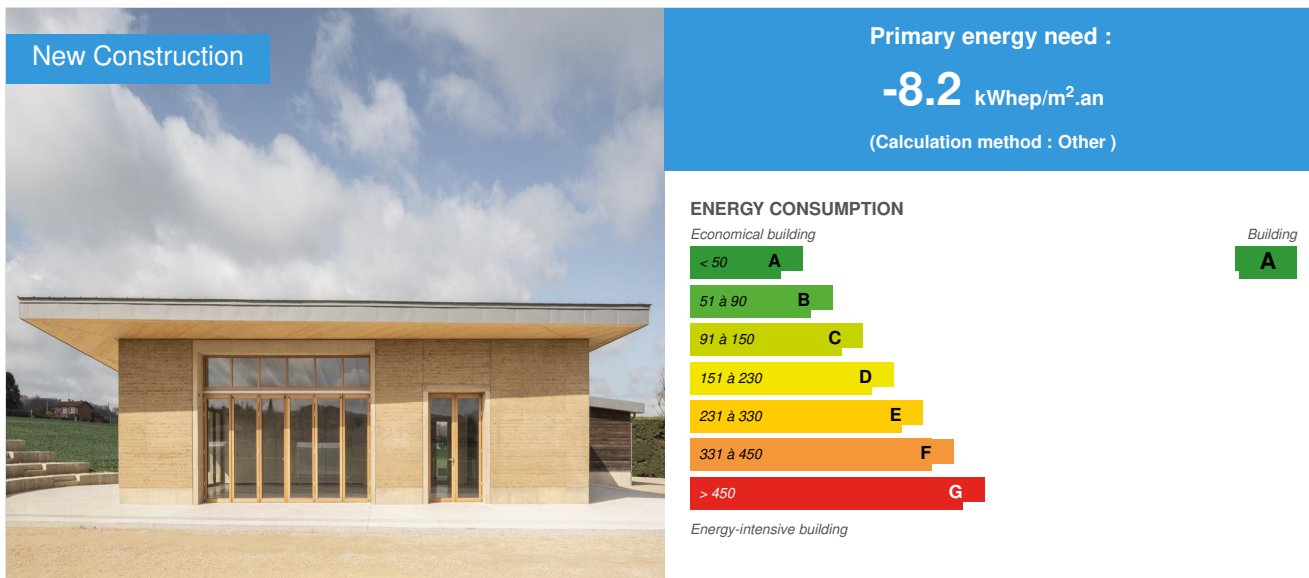 New Construction
Primary energy need :
-8.2 kWhep/m².an
(Calculation method : Other )
ENERGY CONSUMPTION
Economical building
Building
< 50 A
A
51 à 90 B
91 à 150 C
151 à 230 D
231 à 330 E
331 à 450 F
> 450 G
Energy-intensive building